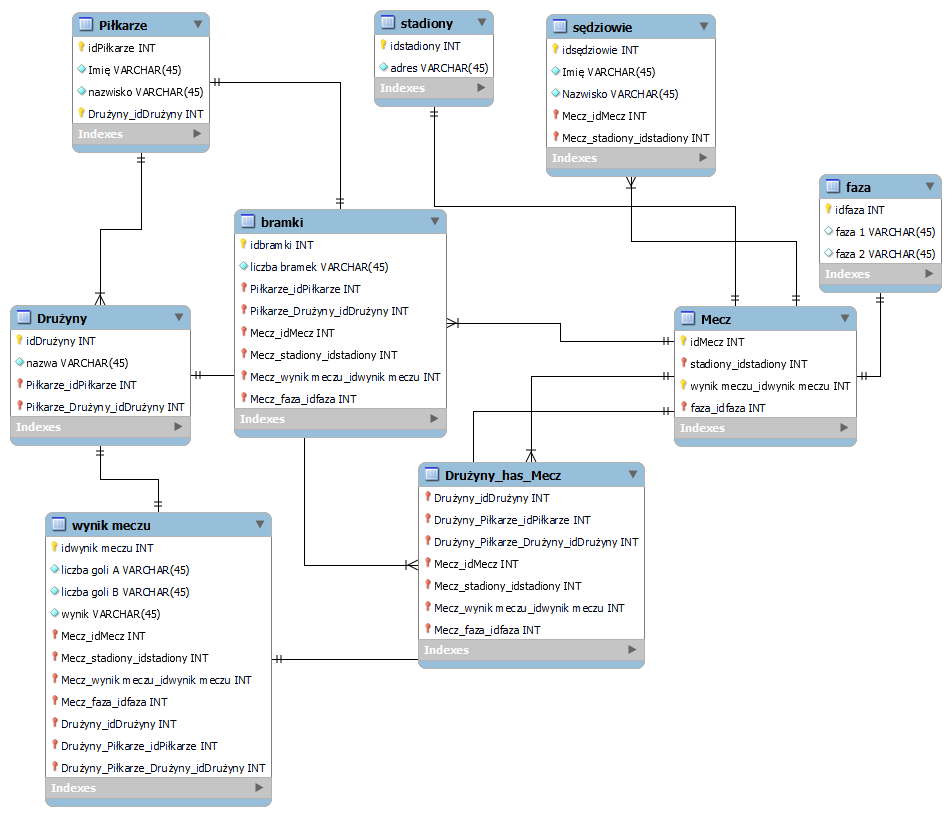 Piłkarze
idPiłkarze INT
Imię VARCHAR(45)
nazwisko VARCHAR(45)
Drużyny_idDrużyny INT
Indexes
stadiony
idstadiony INT
adres VARCHAR(45)
Indexes
sędziowie
idsędziowie INT
Imię VARCHAR(45)
Nazwisko VARCHAR(45)
Mecz_idMecz INT
Mecz_stadiony_idstadiony INT
Indexes
faza
idfaza INT
faza 1 VARCHAR(45)
faza 2 VARCHAR(45)
Indexes
bramki
idbramki INT
liczba bramek VARCHAR(45)
Piłkarze_idPiłkarze INT
Piłkarze_Drużyny_idDrużyny INT
Mecz_idMecz INT
Mecz_stadiony_idstadiony INT
Mecz_wynik meczu_idwynik meczu INT
Mecz_faza_idfaza INT
Indexes
Drużyny
idDrużyny INT
nazwa VARCHAR(45)
Piłkarze_idPiłkarze INT
Piłkarze_Drużyny_idDrużyny INT
Indexes
Mecz
idMecz INT
stadiony_idstadiony INT
wynik meczu_idwynik meczu INT
faza_idfaza INT
Indexes
Drużyny_has_Mecz
Drużyny_idDrużyny INT
Drużyny_Piłkarze_idPiłkarze INT
Drużyny_Piłkarze_Drużyny_idDrużyny INT
Mecz_idMecz INT
Mecz_stadiony_idstadiony INT
Mecz_wynik meczu_idwynik meczu INT
Mecz_faza_idfaza INT
Indexes
wynik meczu
idwynik meczu INT
liczba goli A VARCHAR(45)
liczba goli B VARCHAR(45)
wynik VARCHAR(45)
Mecz_idMecz INT
Mecz_stadiony_idstadiony INT
Mecz_wynik meczu_idwynik meczu INT
Mecz_faza_idfaza INT
Drużyny_idDrużyny INT
Drużyny_Piłkarze_idPiłkarze INT
Drużyny_Piłkarze_Drużyny_idDrużyny INT
Indexes